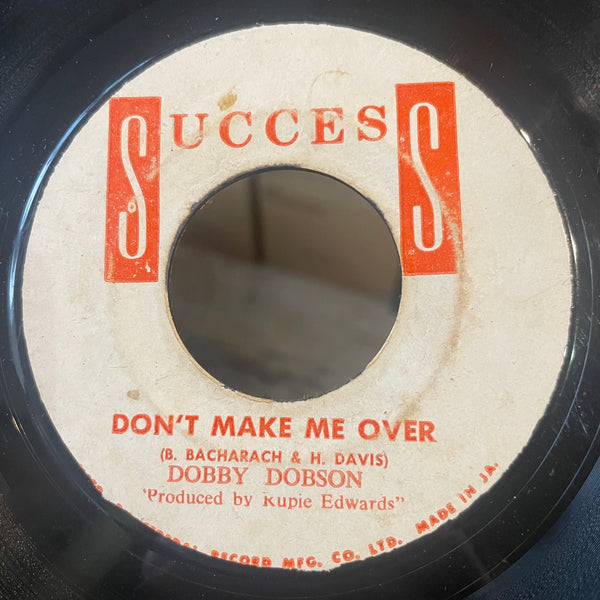 SUCCESS
DON'T MAKE ME OVER
(B. BACHARACH & H. DAVIS)
DOBBY DOBSON
'Produced by Rupie Edwards"
RECORD MFG. CO. LTD. MADE IN JA.